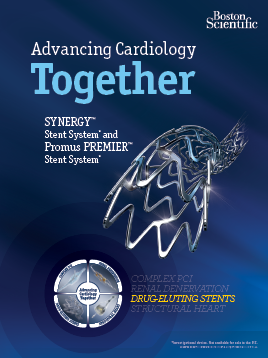 Boston
Scientific
Advancing Cardiology
Together
SYNERGY™
Stent System* and
Promus PREMIER™
Stent System*
Advancing
Cardiology
Together
COMPLEX PCI
RENAL DENERVATION
DRUG-ELUTING STENTS
STRUCTURAL HEART